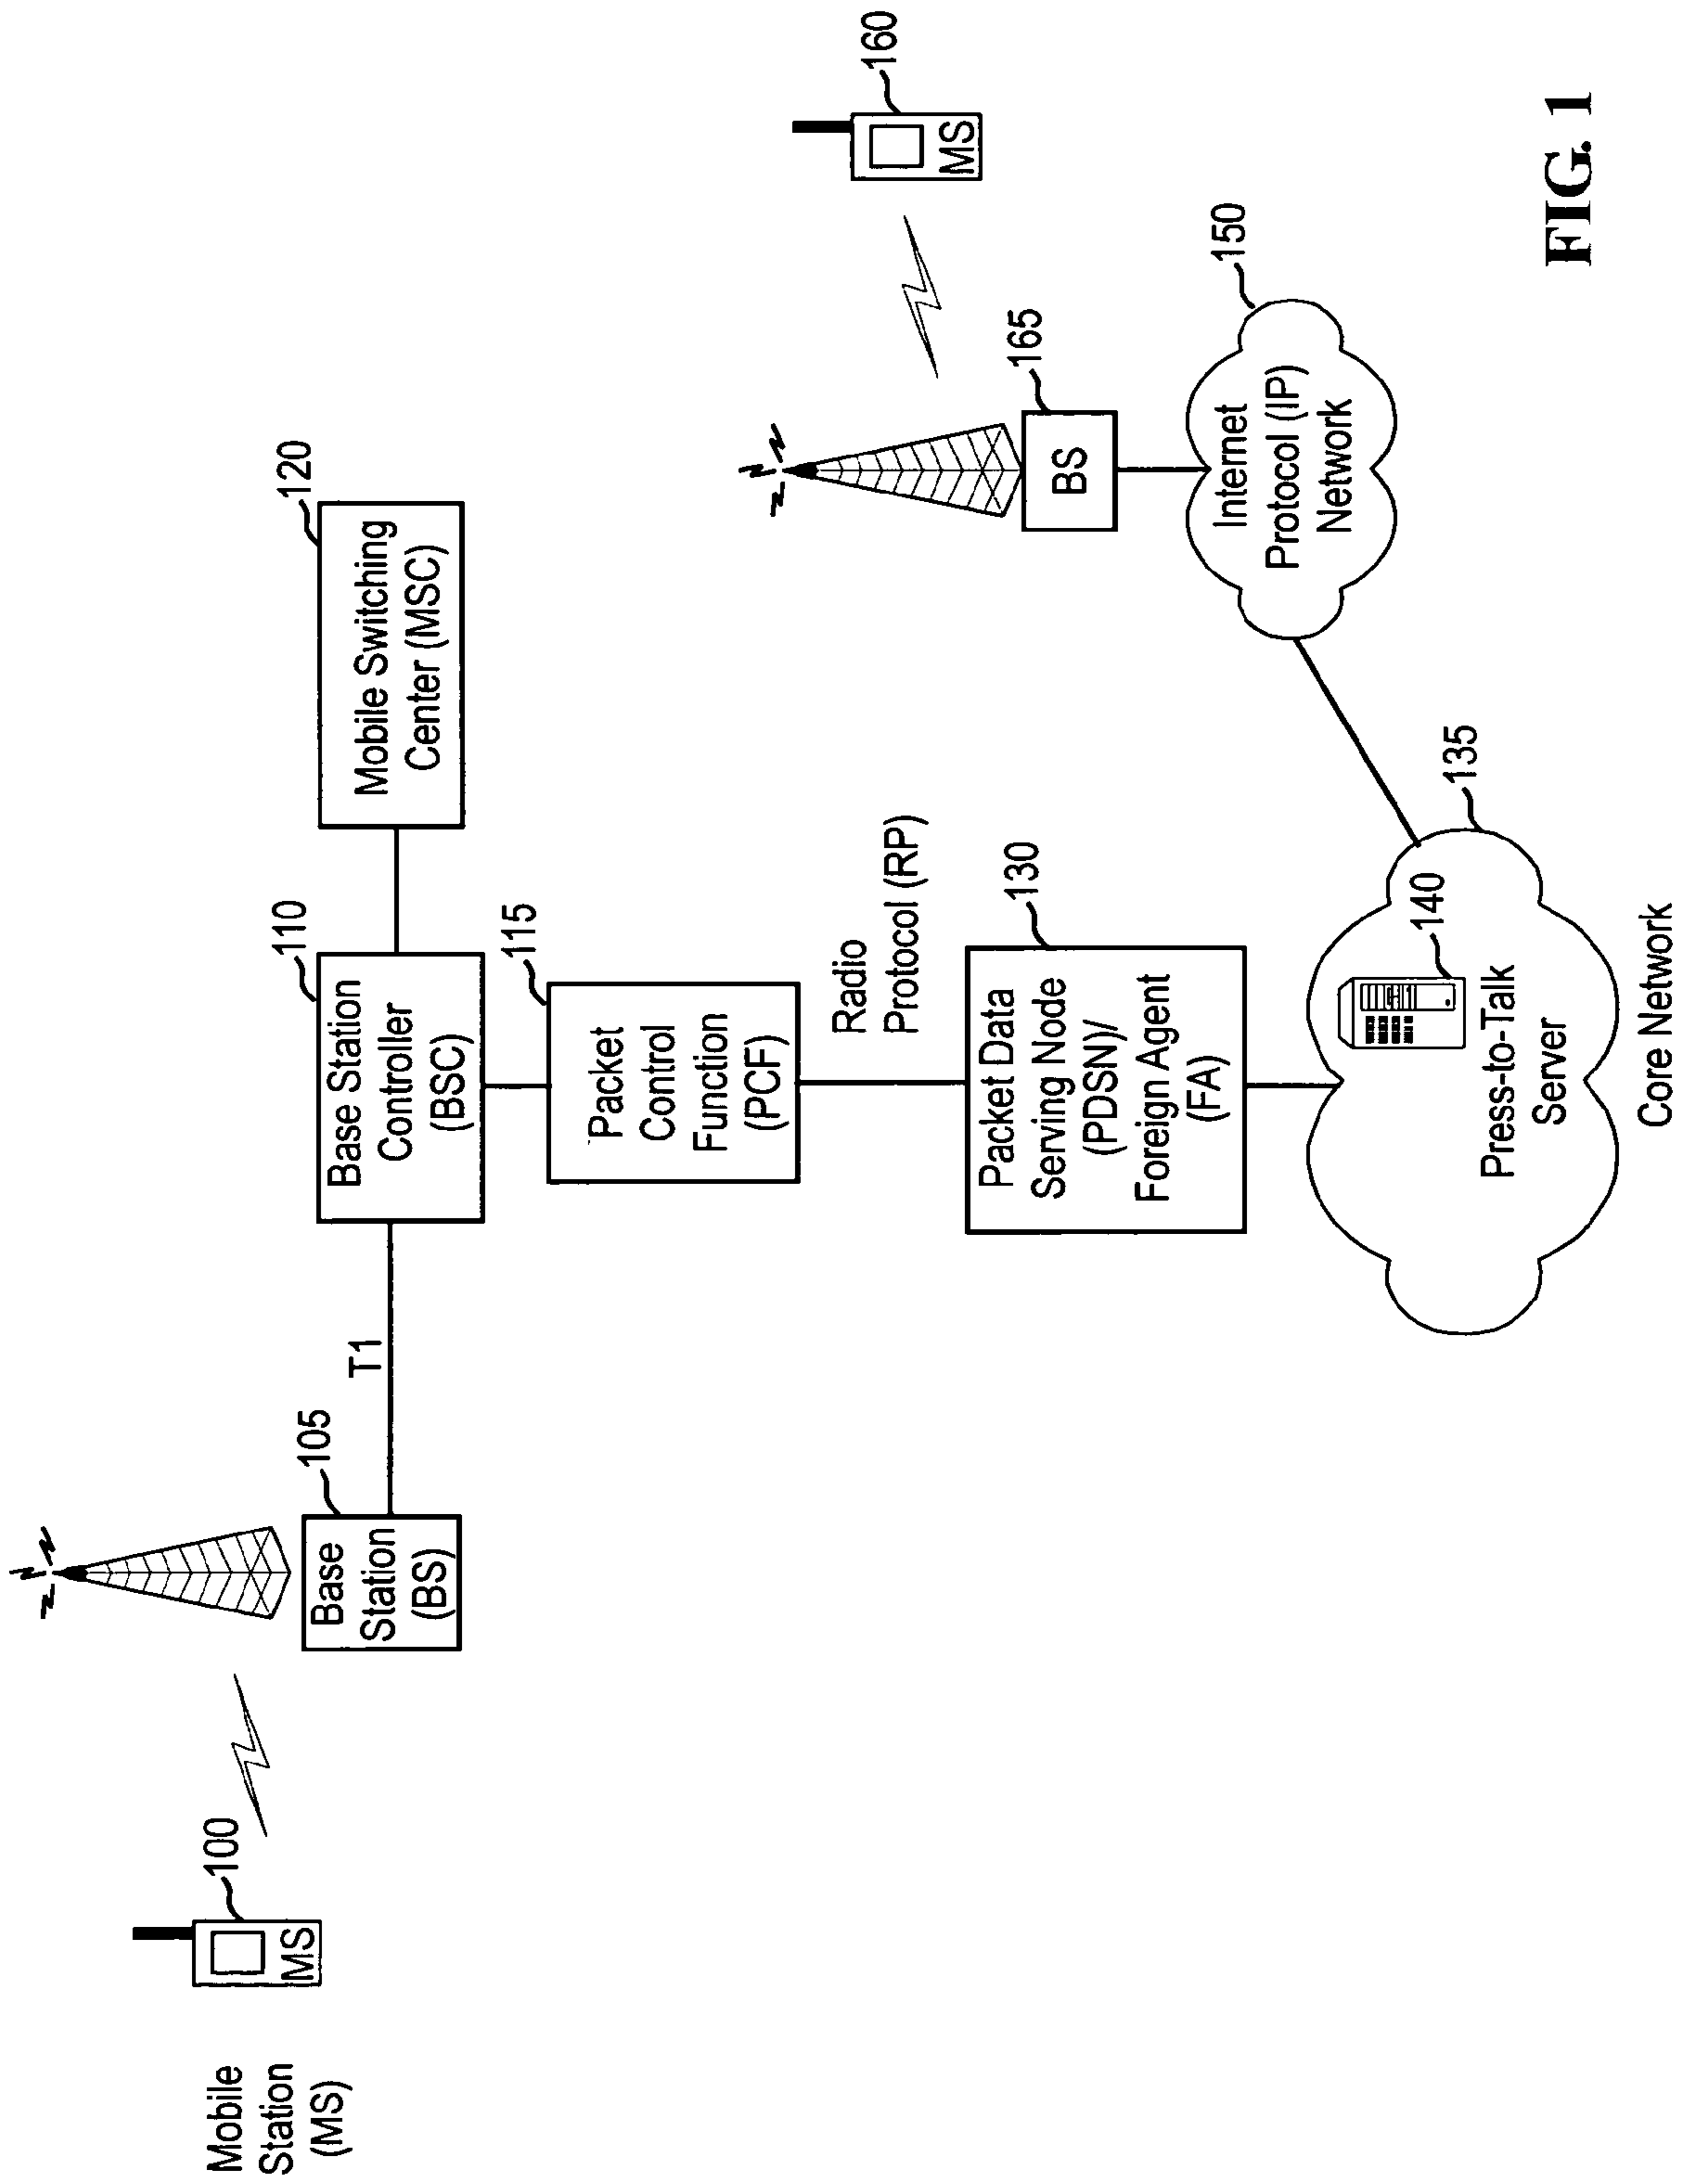 Mobile
Station
(MS)
MS
100
Base
Station
(BS)
105
T1
Base Station
Controller
(BSC)
110
Mobile Switching
Center (MSC)
120
Packet
Control
Function
(PCF)
115
Radio
Protocol (RP)
Packet Data
Serving Node
(PDSN)/
Foreign Agent
(FA)
130
140
Press-to-Talk
Server
135
Core Network
Internet
Protocol (IP)
Network
150
BS
165
MS
160
FIG. 1